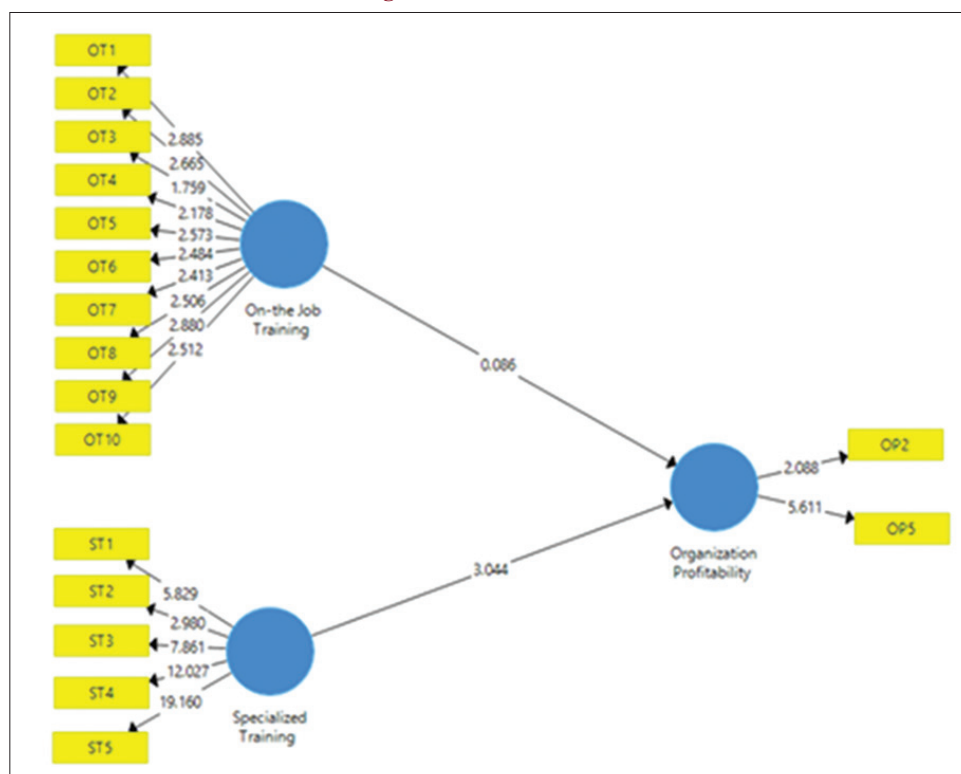 OT1
OT2
OT3
OT4
OT5
OT6
OT7
OT8
OT9
OT10
2.885
2.665
1.759
2.178
2.573
2.484
2.413
2.506
2.880
2.512
On-the Job
Training
0.086
ST1
ST2
ST3
ST4
ST5
5.829
2.980
7.861
12.027
19.160
Specialized
Training
3.044
Organization
Profitability
2.088
5.611
OP2
OP5